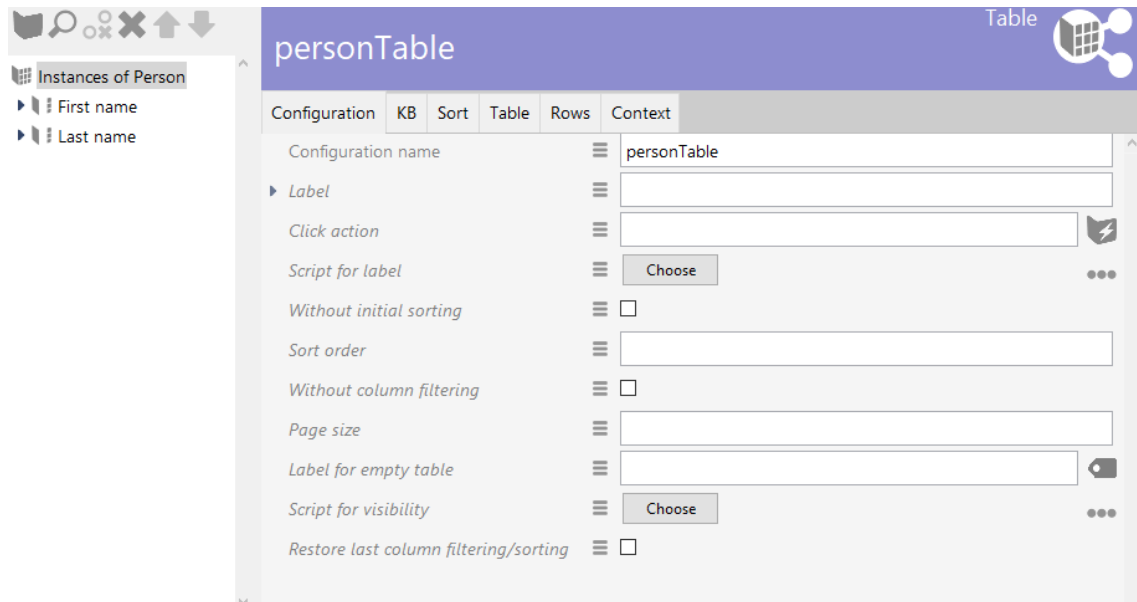 Table
personTable
Instances of Person
First name
Last name
Configuration KB Sort Table Rows Context
Configuration name personTable
Label
Click action
Script for label Choose
Without initial sorting
Sort order
Without column filtering
Page size
Label for empty table
Script for visibility Choose
Restore last column filtering/sorting